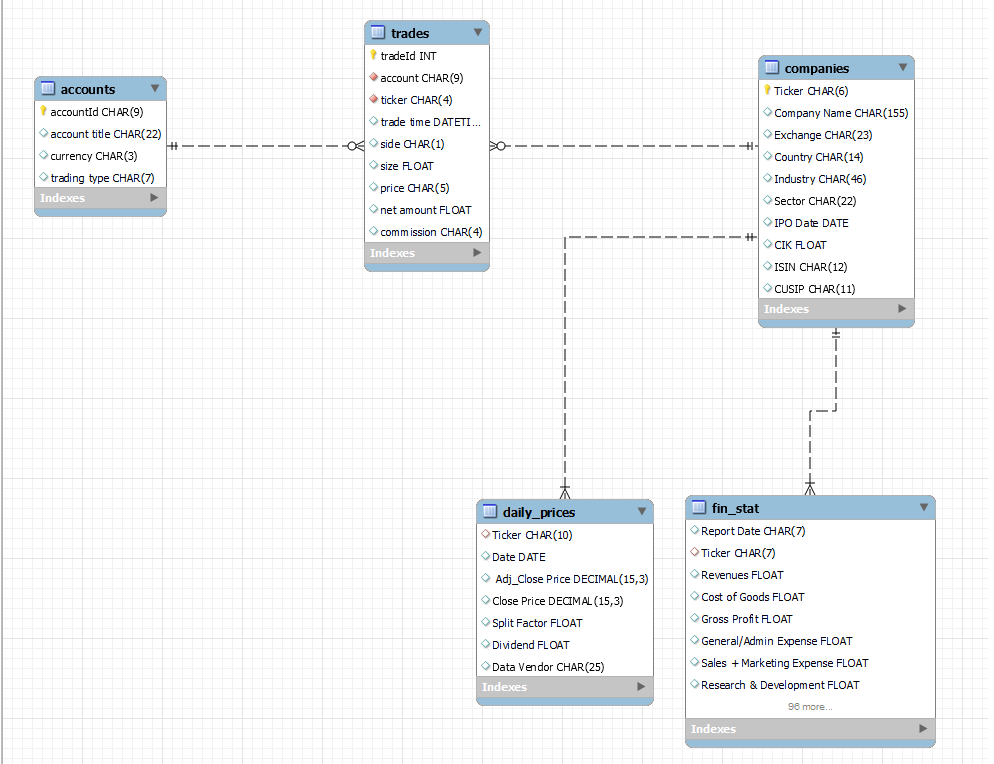 accounts
accountId CHAR(9)
account title CHAR(22)
currency CHAR(3)
trading type CHAR(7)
Indexes
trades
tradeId INT
account CHAR(9)
ticker CHAR(4)
trade time DATETI...
side CHAR(1)
size FLOAT
price CHAR(5)
net amount FLOAT
commission CHAR(4)
Indexes
companies
Ticker CHAR(6)
Company Name CHAR(155)
Exchange CHAR(23)
Country CHAR(14)
Industry CHAR(46)
Sector CHAR(22)
IPO Date DATE
CIK FLOAT
ISIN CHAR(12)
CUSIP CHAR(11)
Indexes
daily_prices
Ticker CHAR(10)
Date DATE
Adj_Close Price DECIMAL(15,3)
Close Price DECIMAL(15,3)
Split Factor FLOAT
Dividend FLOAT
Data Vendor CHAR(25)
Indexes
fin_stat
Report Date CHAR(7)
Ticker CHAR(7)
Revenues FLOAT
Cost of Goods FLOAT
Gross Profit FLOAT
General/Admin Expense FLOAT
Sales + Marketing Expense FLOAT
Research & Development FLOAT
96 more...
Indexes